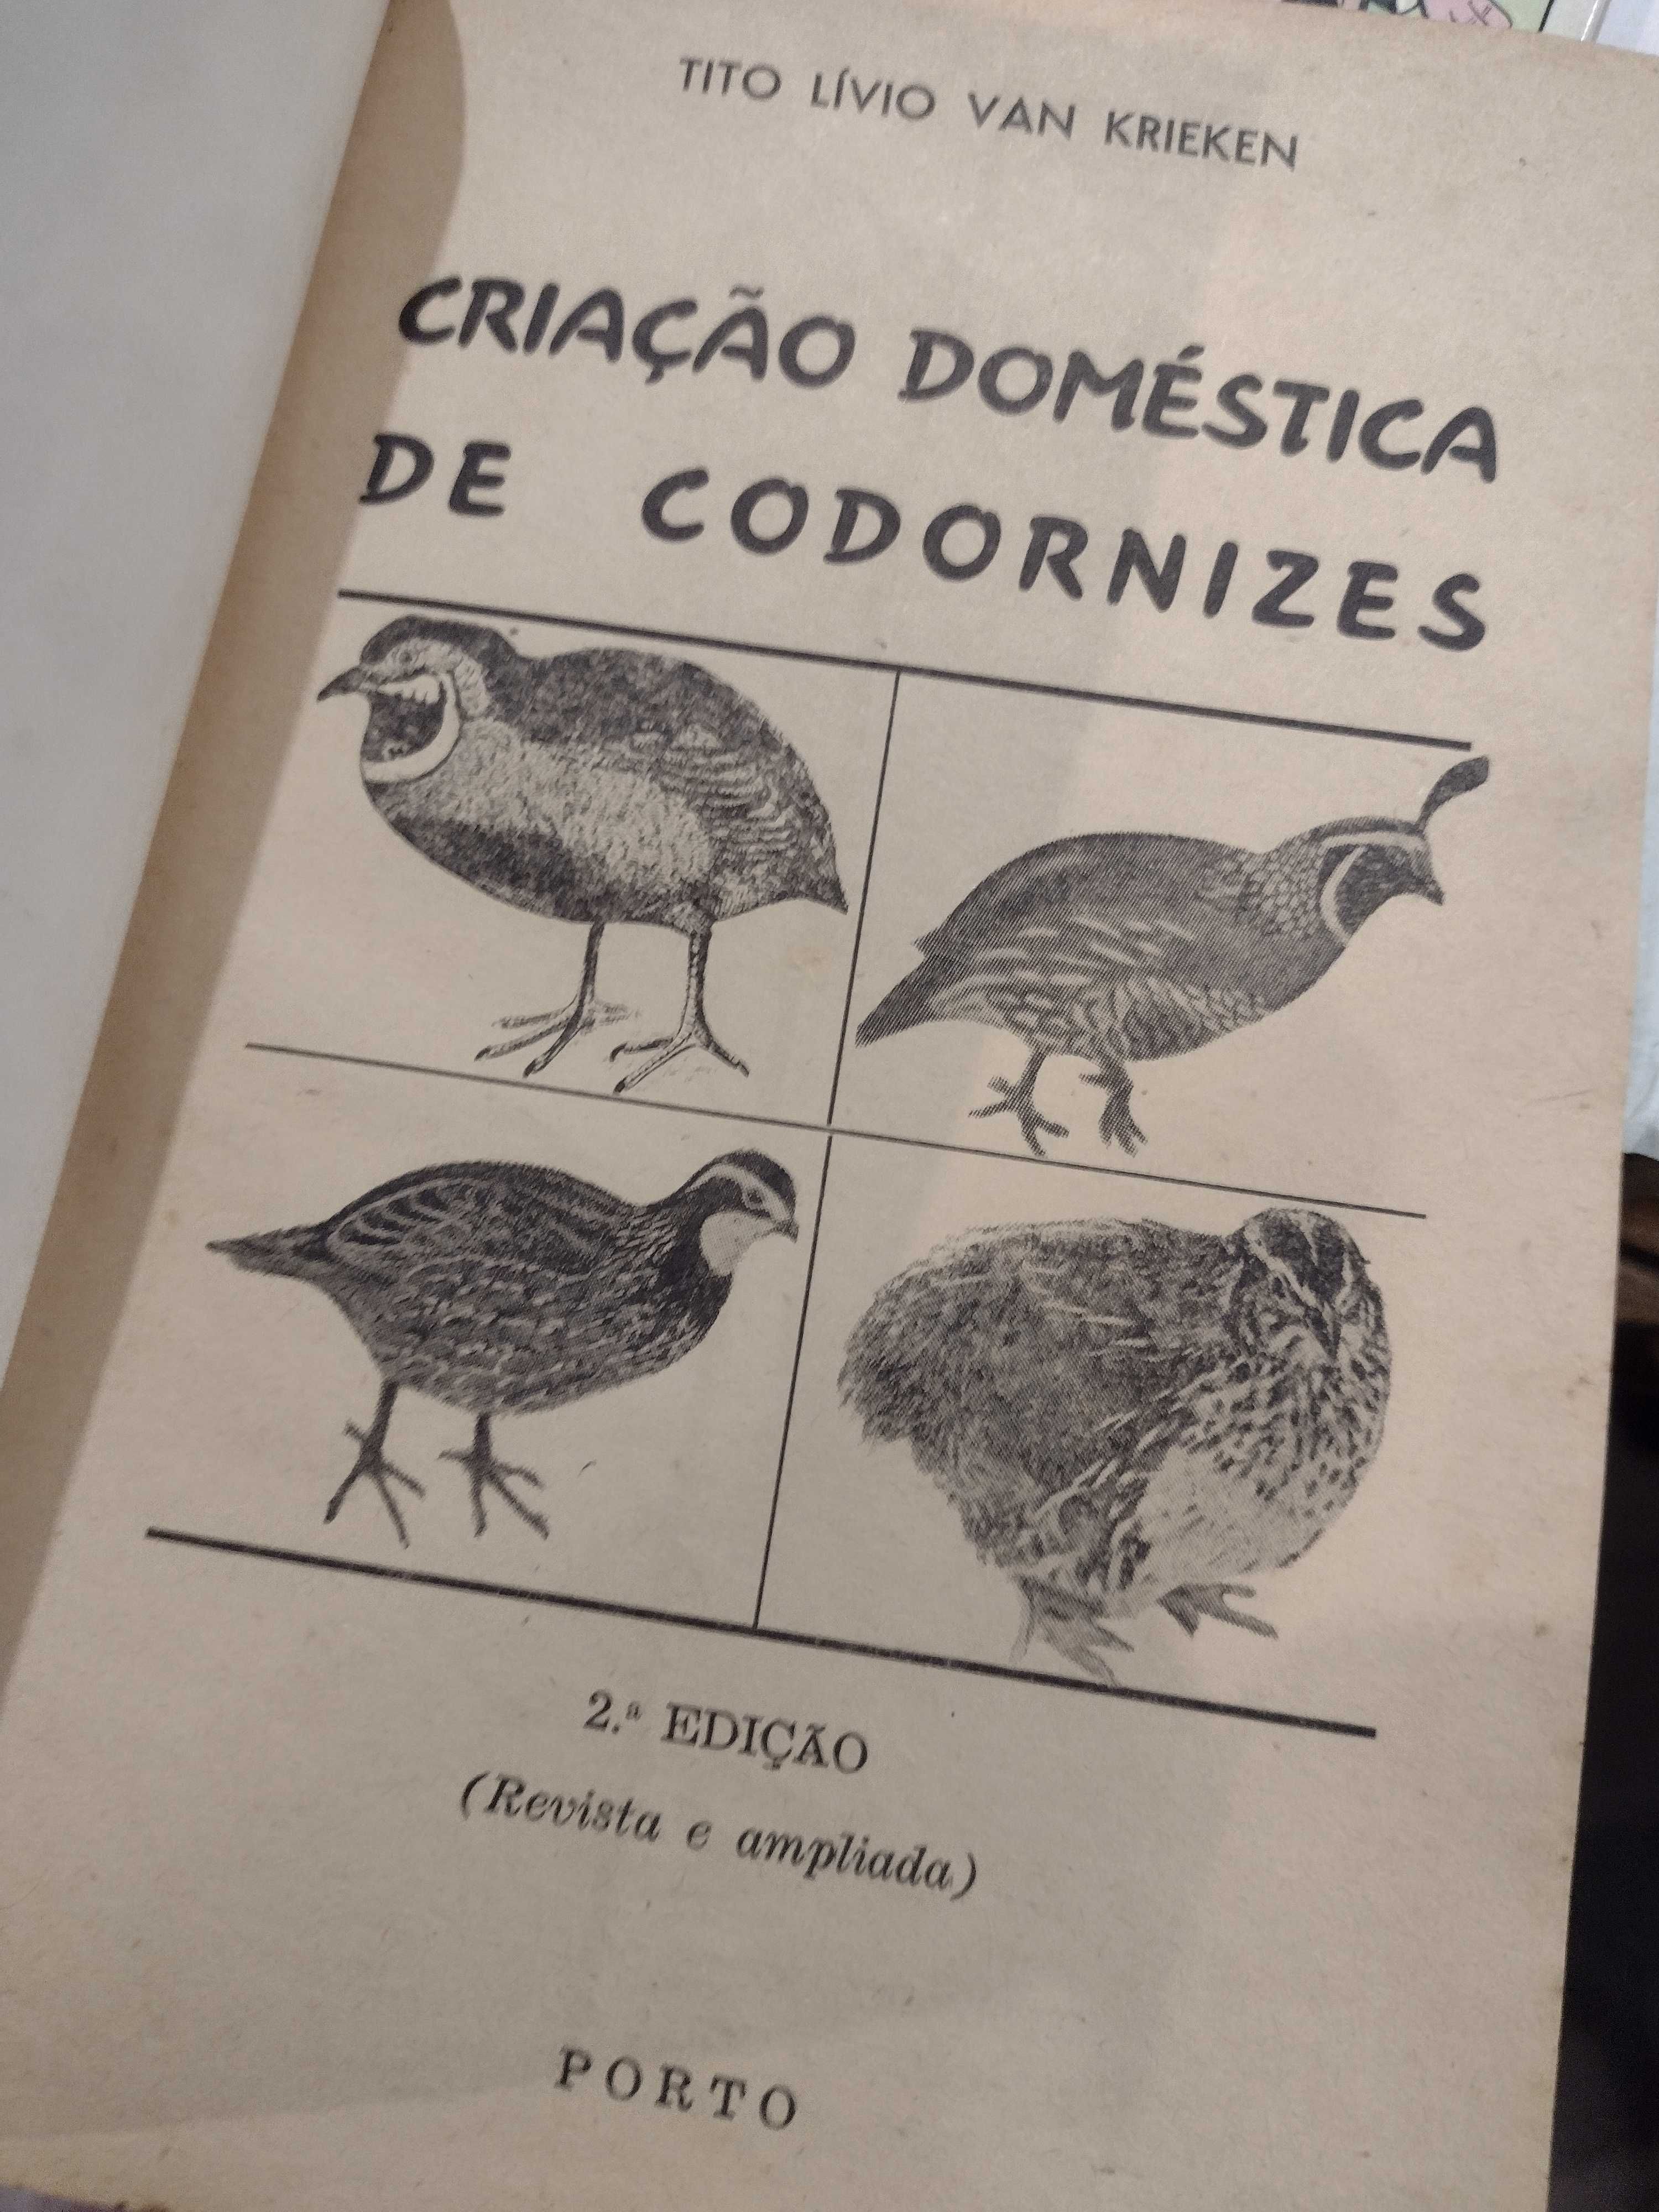 TITO LÍVIO VAN KRIEKEN
CRIAÇÃO DOMÉSTICA
DE CODORNIZES
2.ª EDIÇÃO
(Revista e ampliada)
PORTO